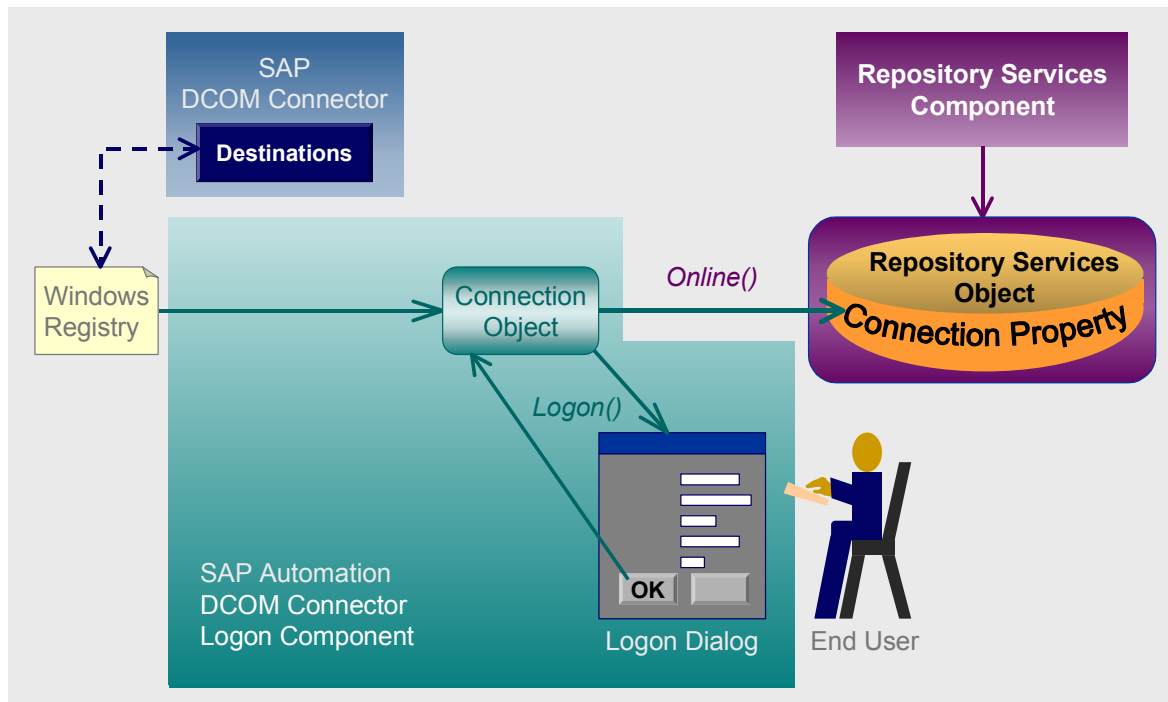 SAP
DCOM Connector
Destinations
Repository Services
Component
Windows
Registry
Connection
Object
Online()
Repository Services
Object
Connection Property
Logon()
OK
SAP Automation
DCOM Connector
Logon Component
Logon Dialog
End User